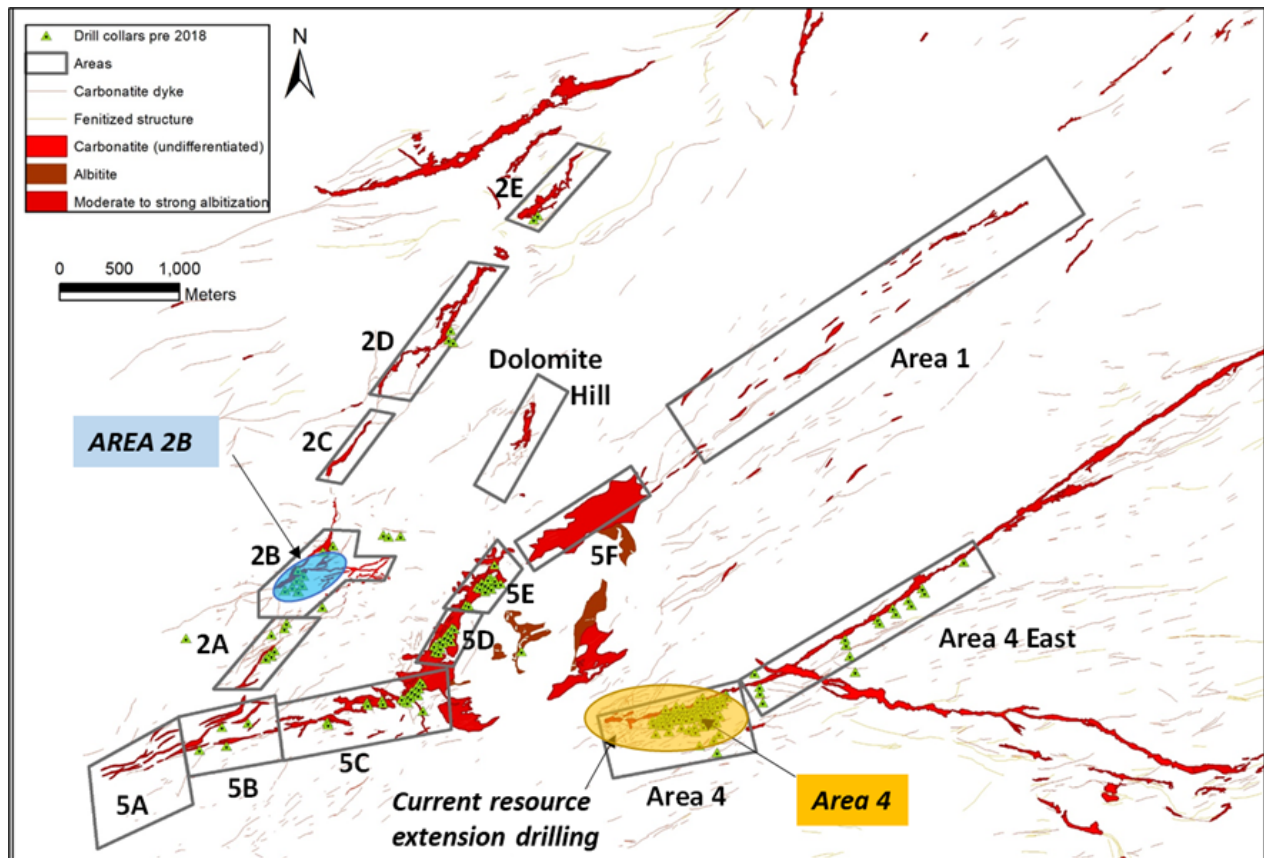 Drill collars pre 2018
Areas
Carbonatite dyke
Fenitized structure
Carbonatite (undifferentiated)
Albitite
Moderate to strong albitization
N
0 500 1,000
Meters
2E
2D
Dolomite
Hill
Area 1
AREA 2B
2C
2B
5F
5E
2A
5D
Area 4 East
5C
5B
5A
Current resource
extension drilling
Area 4
Area 4